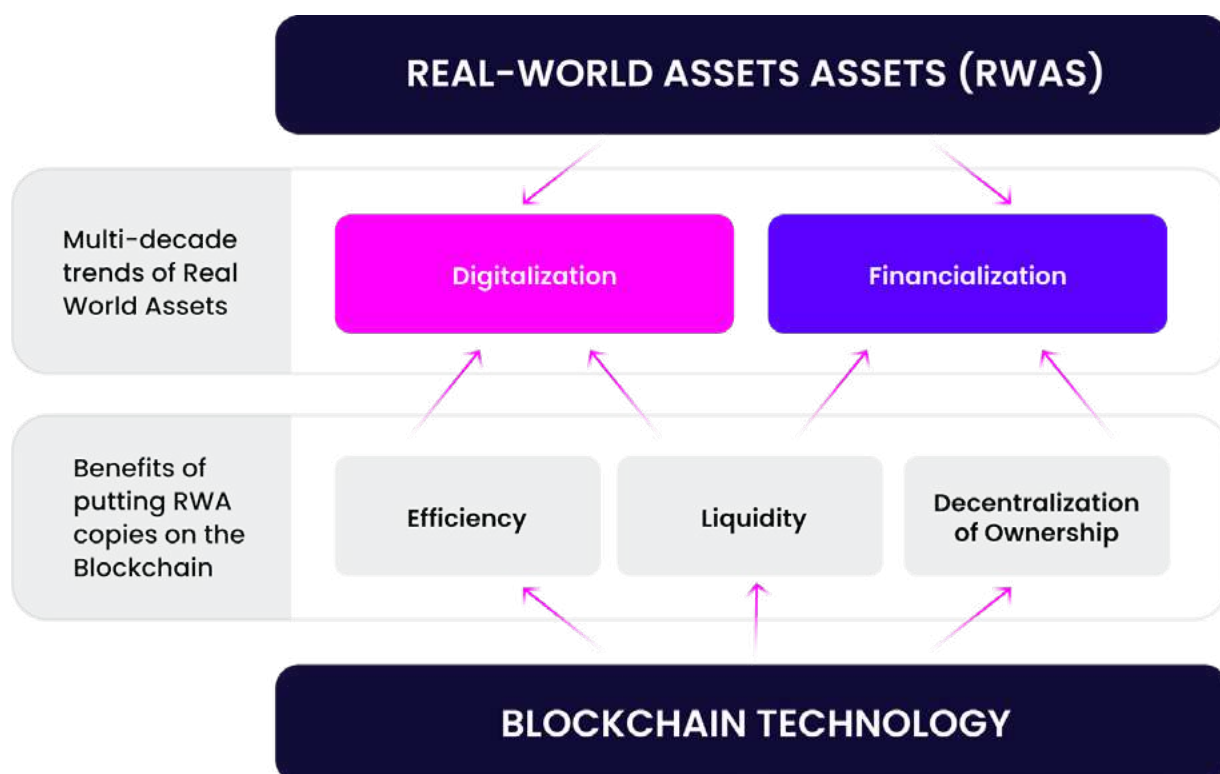 REAL-WORLD ASSETS ASSETS (RWAS)
Multi-decade
trends of Real
World Assets
Digitalization
Financialization
Benefits of
putting RWA
copies on the
Blockchain
Efficiency
Liquidity
Decentralization
of Ownership
BLOCKCHAIN TECHNOLOGY